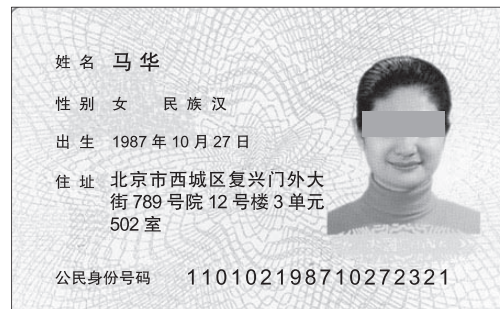 姓名 马华
性别 女 民族 汉
出生 1987 年 10 月 27 日
住址 北京市西城区复兴门外大
街 789 号院 12 号楼 3 单元
502 室
公民身份号码 110102198710272321